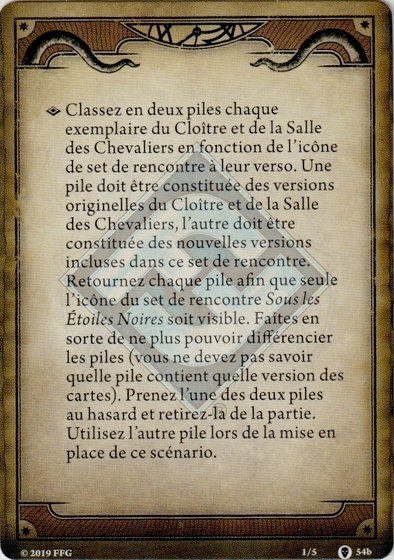 Classez en deux piles chaque
exemplaire du Cloître et de la Salle
des Chevaliers en fonction de l'icône
de set de rencontre à leur verso. Une
pile doit être constituée des versions
originelles du Cloître et de la Salle
des Chevaliers, l'autre doit être
constituée des nouvelles versions
incluses dans ce set de rencontre.
Retournez chaque pile afin que seule
l'icône du set de rencontre Sous les
Étoiles Noires soit visible. Faites en
sorte de ne plus pouvoir différencier
les piles (vous ne devez pas savoir
quelle pile contient quelle version des
cartes). Prenez l'une des deux piles
au hasard et retirez-la de la partie.
Utilisez l'autre pile lors de la mise en
place de ce scénario.
© 2019 FFG 1/5 54b